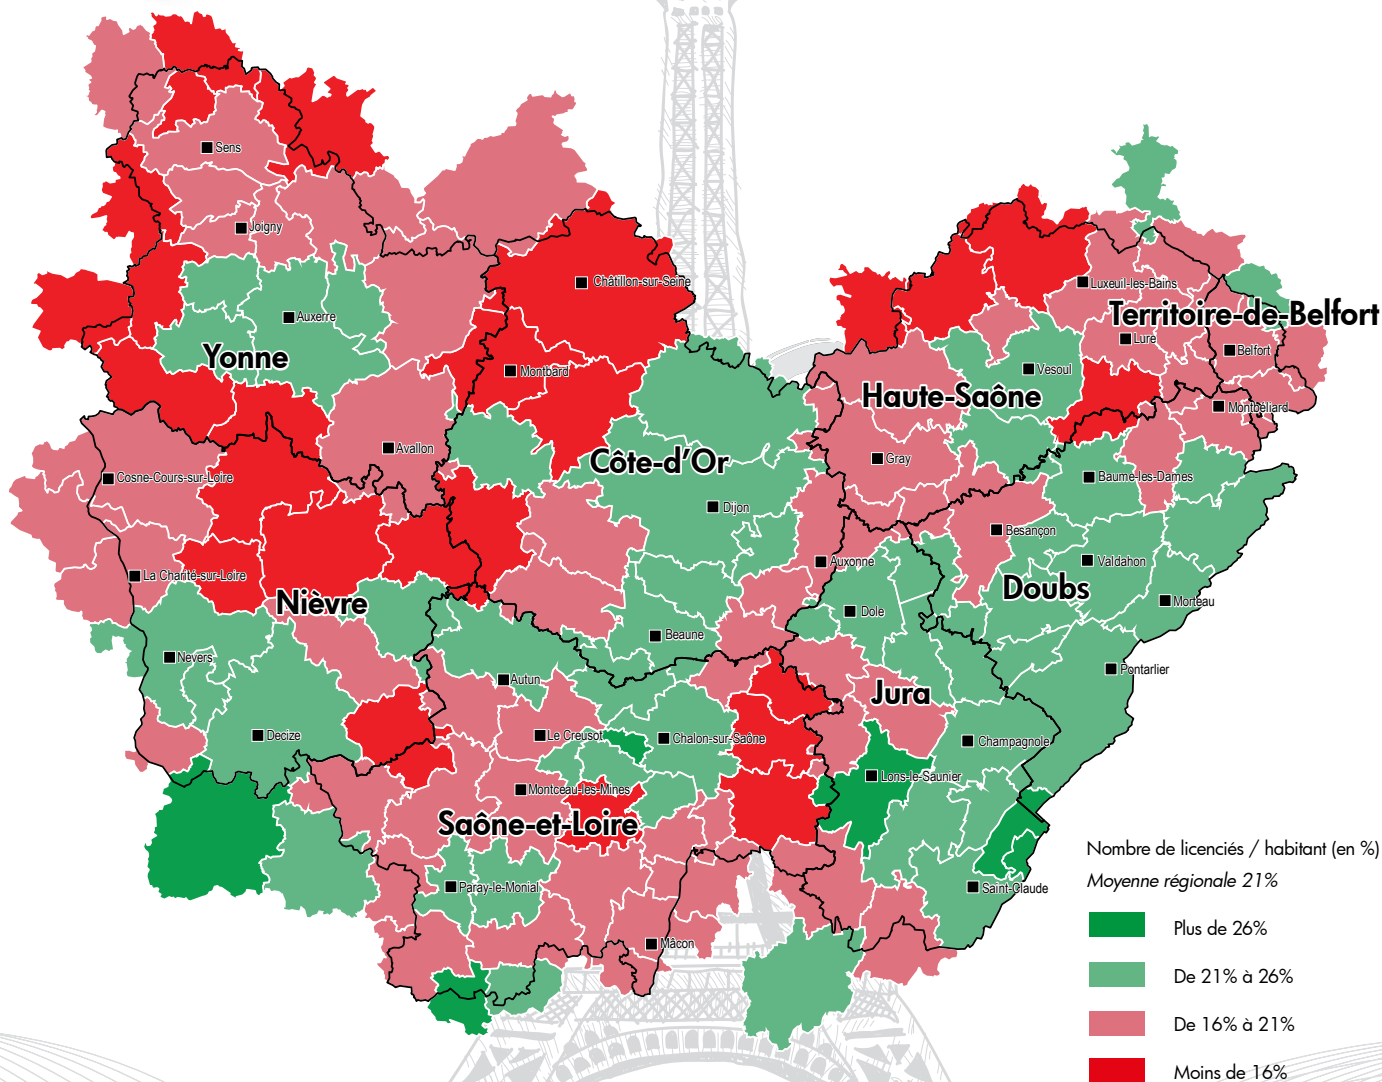 Sens
Joigny
Châtillon-sur-Seine
Luxeuil-les-Bains
Auxerre
Territoire-de-Belfort
Lure
Belfort
Yonne
Montbard
Vesoul
Haute-Saône
Montbéliard
Avallon
Côte-d'Or
Gray
Cosne-Cours-sur-Loire
Baume-les-Dames
Dijon
Besançon
Auxonne
Valdahon
La Charité-sur-Loire
Doubs
Nièvre
Dole
Morteau
Beaune
Nevers
Pontarlier
Autun
Jura
Decize
Le Creusot
Chalon-sur-Saône
Champagnole
Lons-le-Saunier
Montceau-les-Mines
Saône-et-Loire
Paray-le-Monial
Saint-Claude
Mâcon
Nombre de licenciés / habitant (en %)
Moyenne régionale 21%
Plus de 26%
De 21% à 26%
De 16% à 21%
Moins de 16%